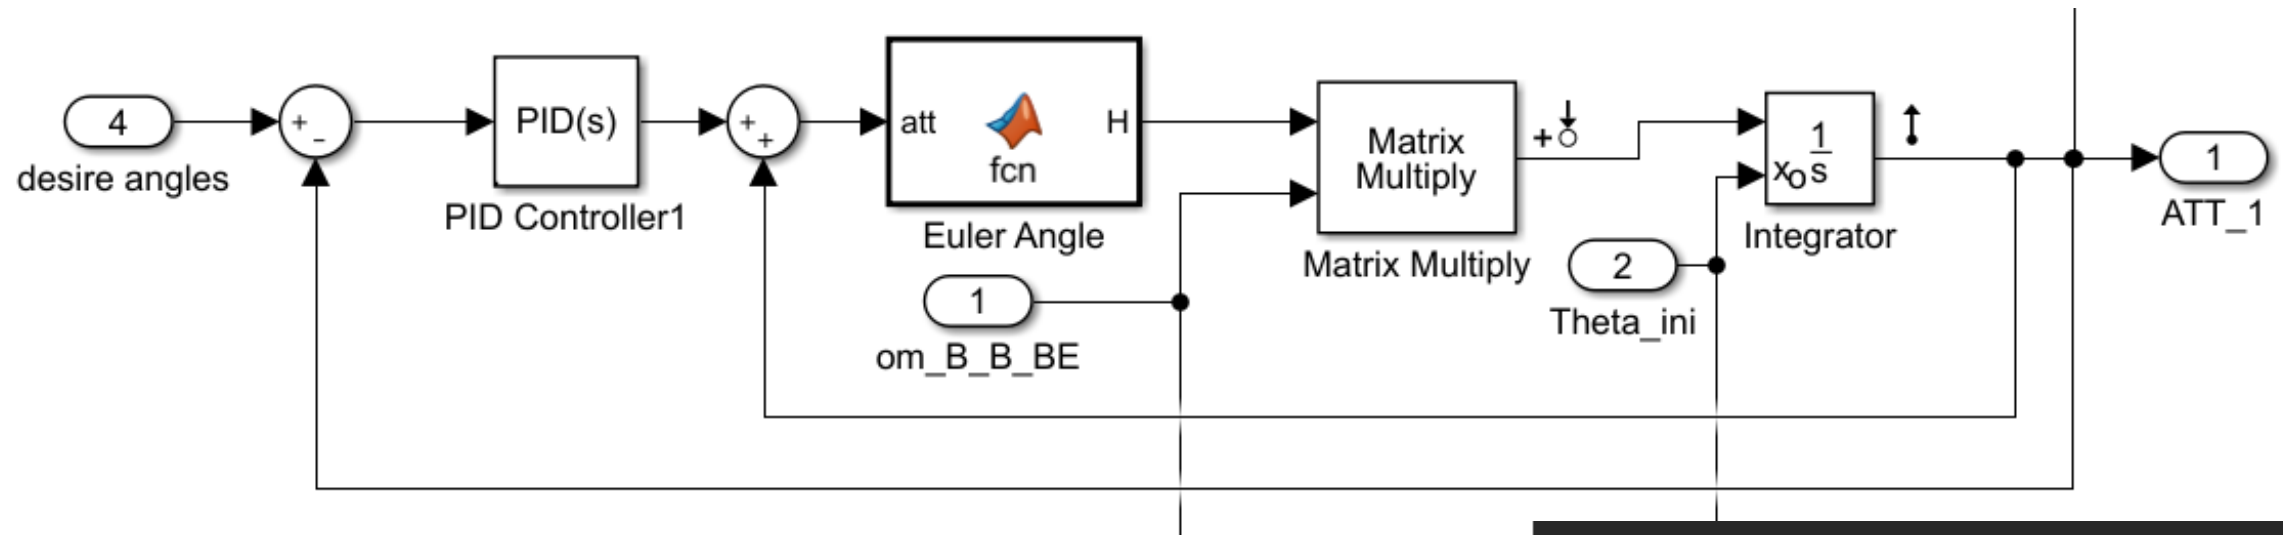 4
desire angles
+
−
PID(s)
PID Controller1
+
+
att
H
fcn
Euler Angle
1
om_B_B_BE
Matrix
Multiply
Matrix Multiply
+
2
Theta_ini
1
s
xo
Integrator
1
ATT_1